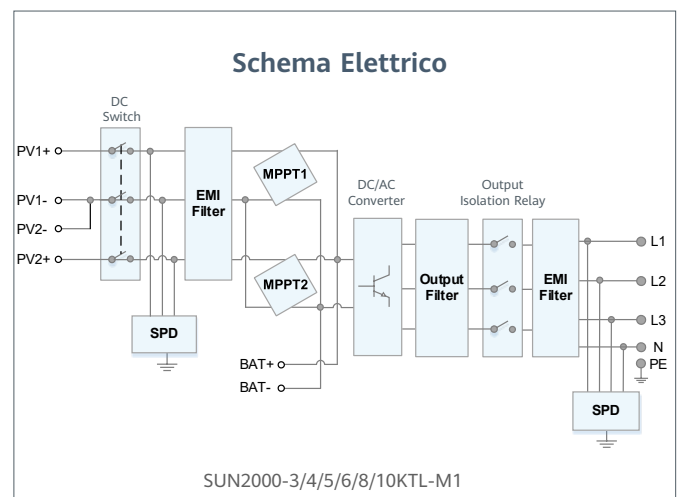 Schema Elettrico
DC
Switch
PV1+
PV1-
PV2-
PV2+
EMI
Filter
MPPT1
MPPT2
SPD
BAT+
BAT-
DC/AC
Converter
Output
Filter
Output
Isolation Relay
EMI
Filter
L1
L2
L3
N
PE
SPD
SUN2000-3/4/5/6/8/10KTL-M1